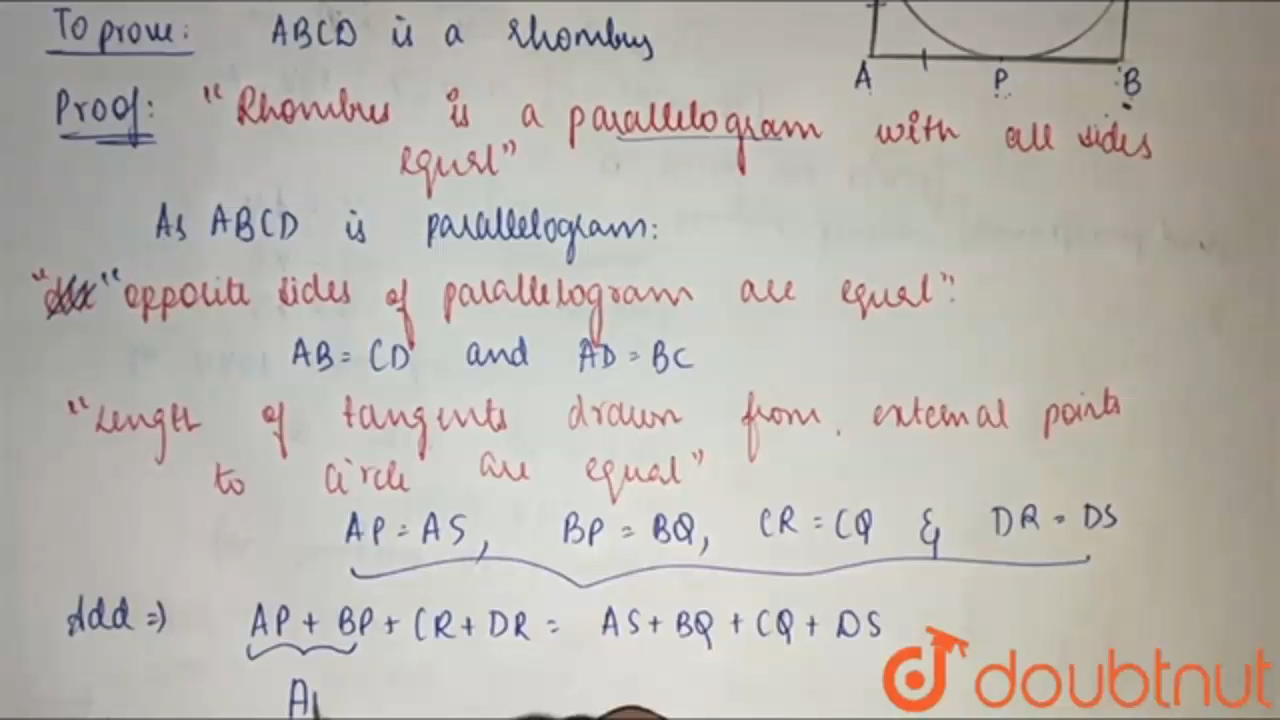 To prove: ABCD is a rhombus
A P B
Proof: "Rhombus is a parallelogram with all sides
equal"
As ABCD is parallelogram:
"opposite sides of parallelogram are equal":
AB = CD and AD = BC
"Length of tangents drawn from external points
to circle are equal"
AP = AS, BP = BQ, CR = CQ & DR = DS
Add ⇒ AP + BP + CR + DR = AS + BQ + CQ + DS
A
doubtnut